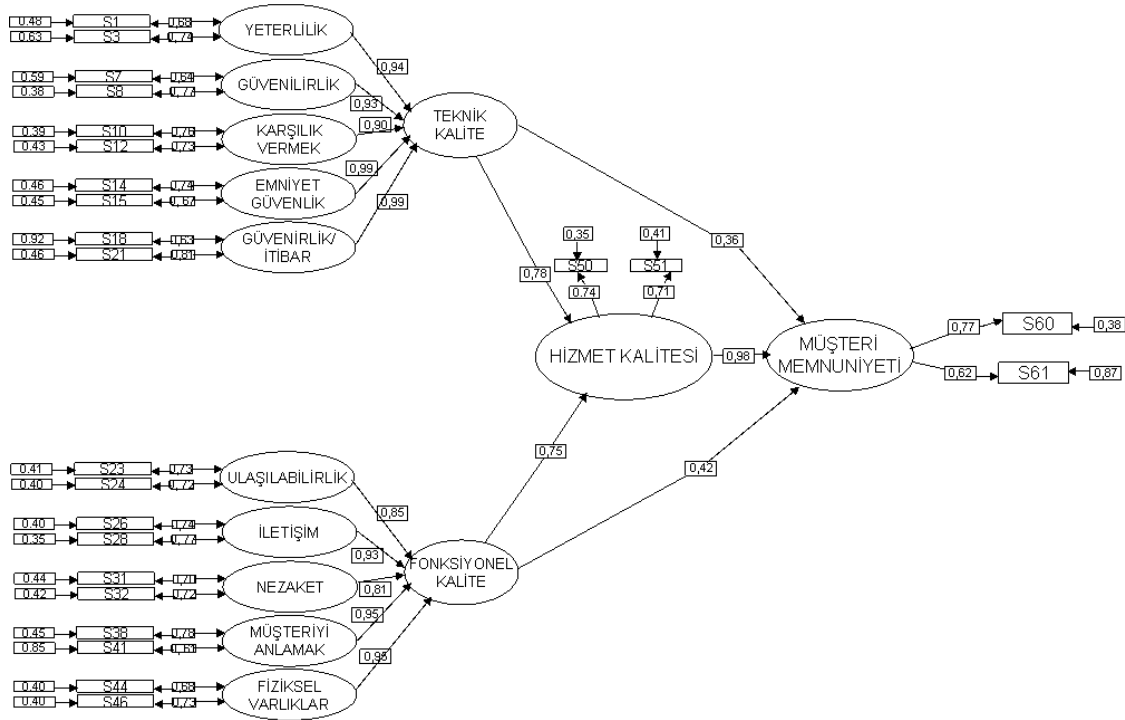 0.48 S1 0,68 YETERLİLİK
0.63 S3 0,74
0,94
0.59 S7 0,64 GÜVENİLİRLİK
0.38 S8 0,77
0,93
0.39 S10 0,76 KARŞILIK
0.43 S12 0,73 VERMEK
0,90
TEKNİK
KALİTE
0.46 S14 0,74 EMNİYET
0.45 S15 0,67 GÜVENLİK
0,99
0.92 S18 0,63 GÜVENİRLİK/
0.46 S21 0,81 İTİBAR
0,99
0,36
0,78
0,35
0,41
S50
S51
0.74
0,71
HİZMET KALİTESİ
0,98
MÜŞTERİ
MEMNUNİYETİ
0,77
S60
0,38
0,62
S61
0,87
0,75
0,42
0.41 S23 0,73 ULAŞILABİLİRLİK
0.40 S24 0,72
0,85
0.40 S26 0,74 İLETİŞİM
0.35 S28 0,77
0,93
0.44 S31 0,70 NEZAKET
0.42 S32 0,72
0,81
FONKSİYONEL
KALİTE
0.45 S38 0,78 MÜŞTERİYİ
0.85 S41 0,61 ANLAMAK
0,95
0.40 S44 0,68 FİZİKSEL
0.40 S46 0,73 VARLIKLAR
0,95